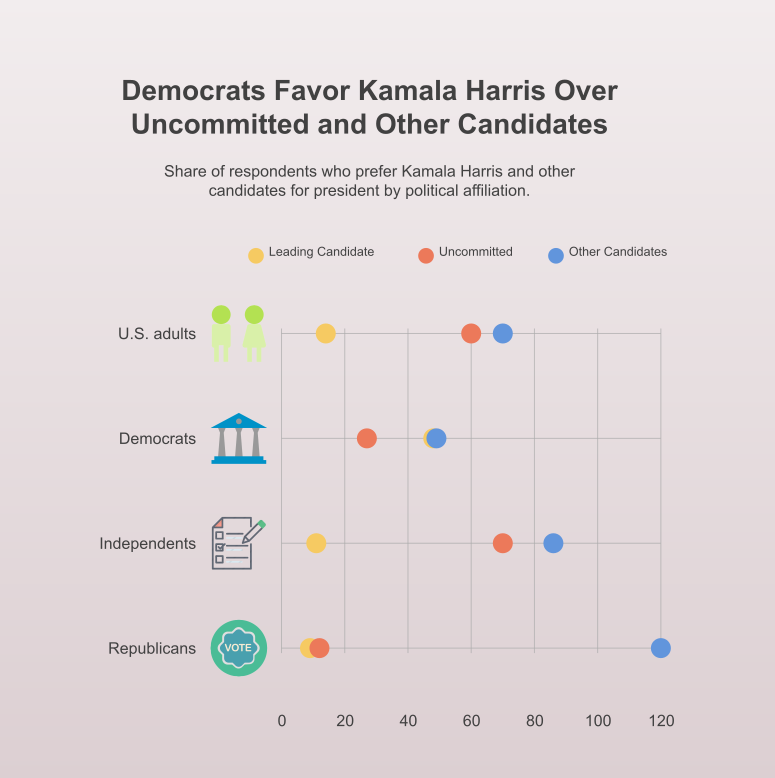 Democrats Favor Kamala Harris Over
Uncommitted and Other Candidates
Share of respondents who prefer Kamala Harris and other
candidates for president by political affiliation.
Leading Candidate
Uncommitted
Other Candidates
U.S. adults
Democrats
Independents
Republicans
VOTE
0 20 40 60 80 100 120